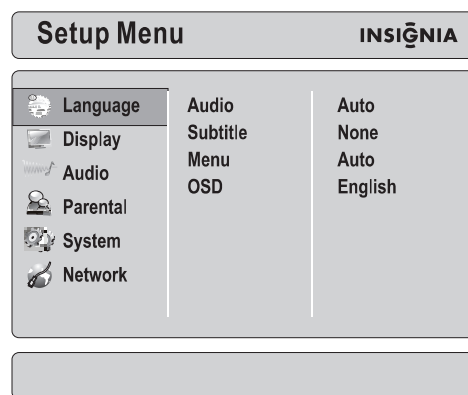 Setup Menu
INSIGNIA
Language
Display
Audio
Parental
System
Network
Audio Auto
Subtitle None
Menu Auto
OSD English